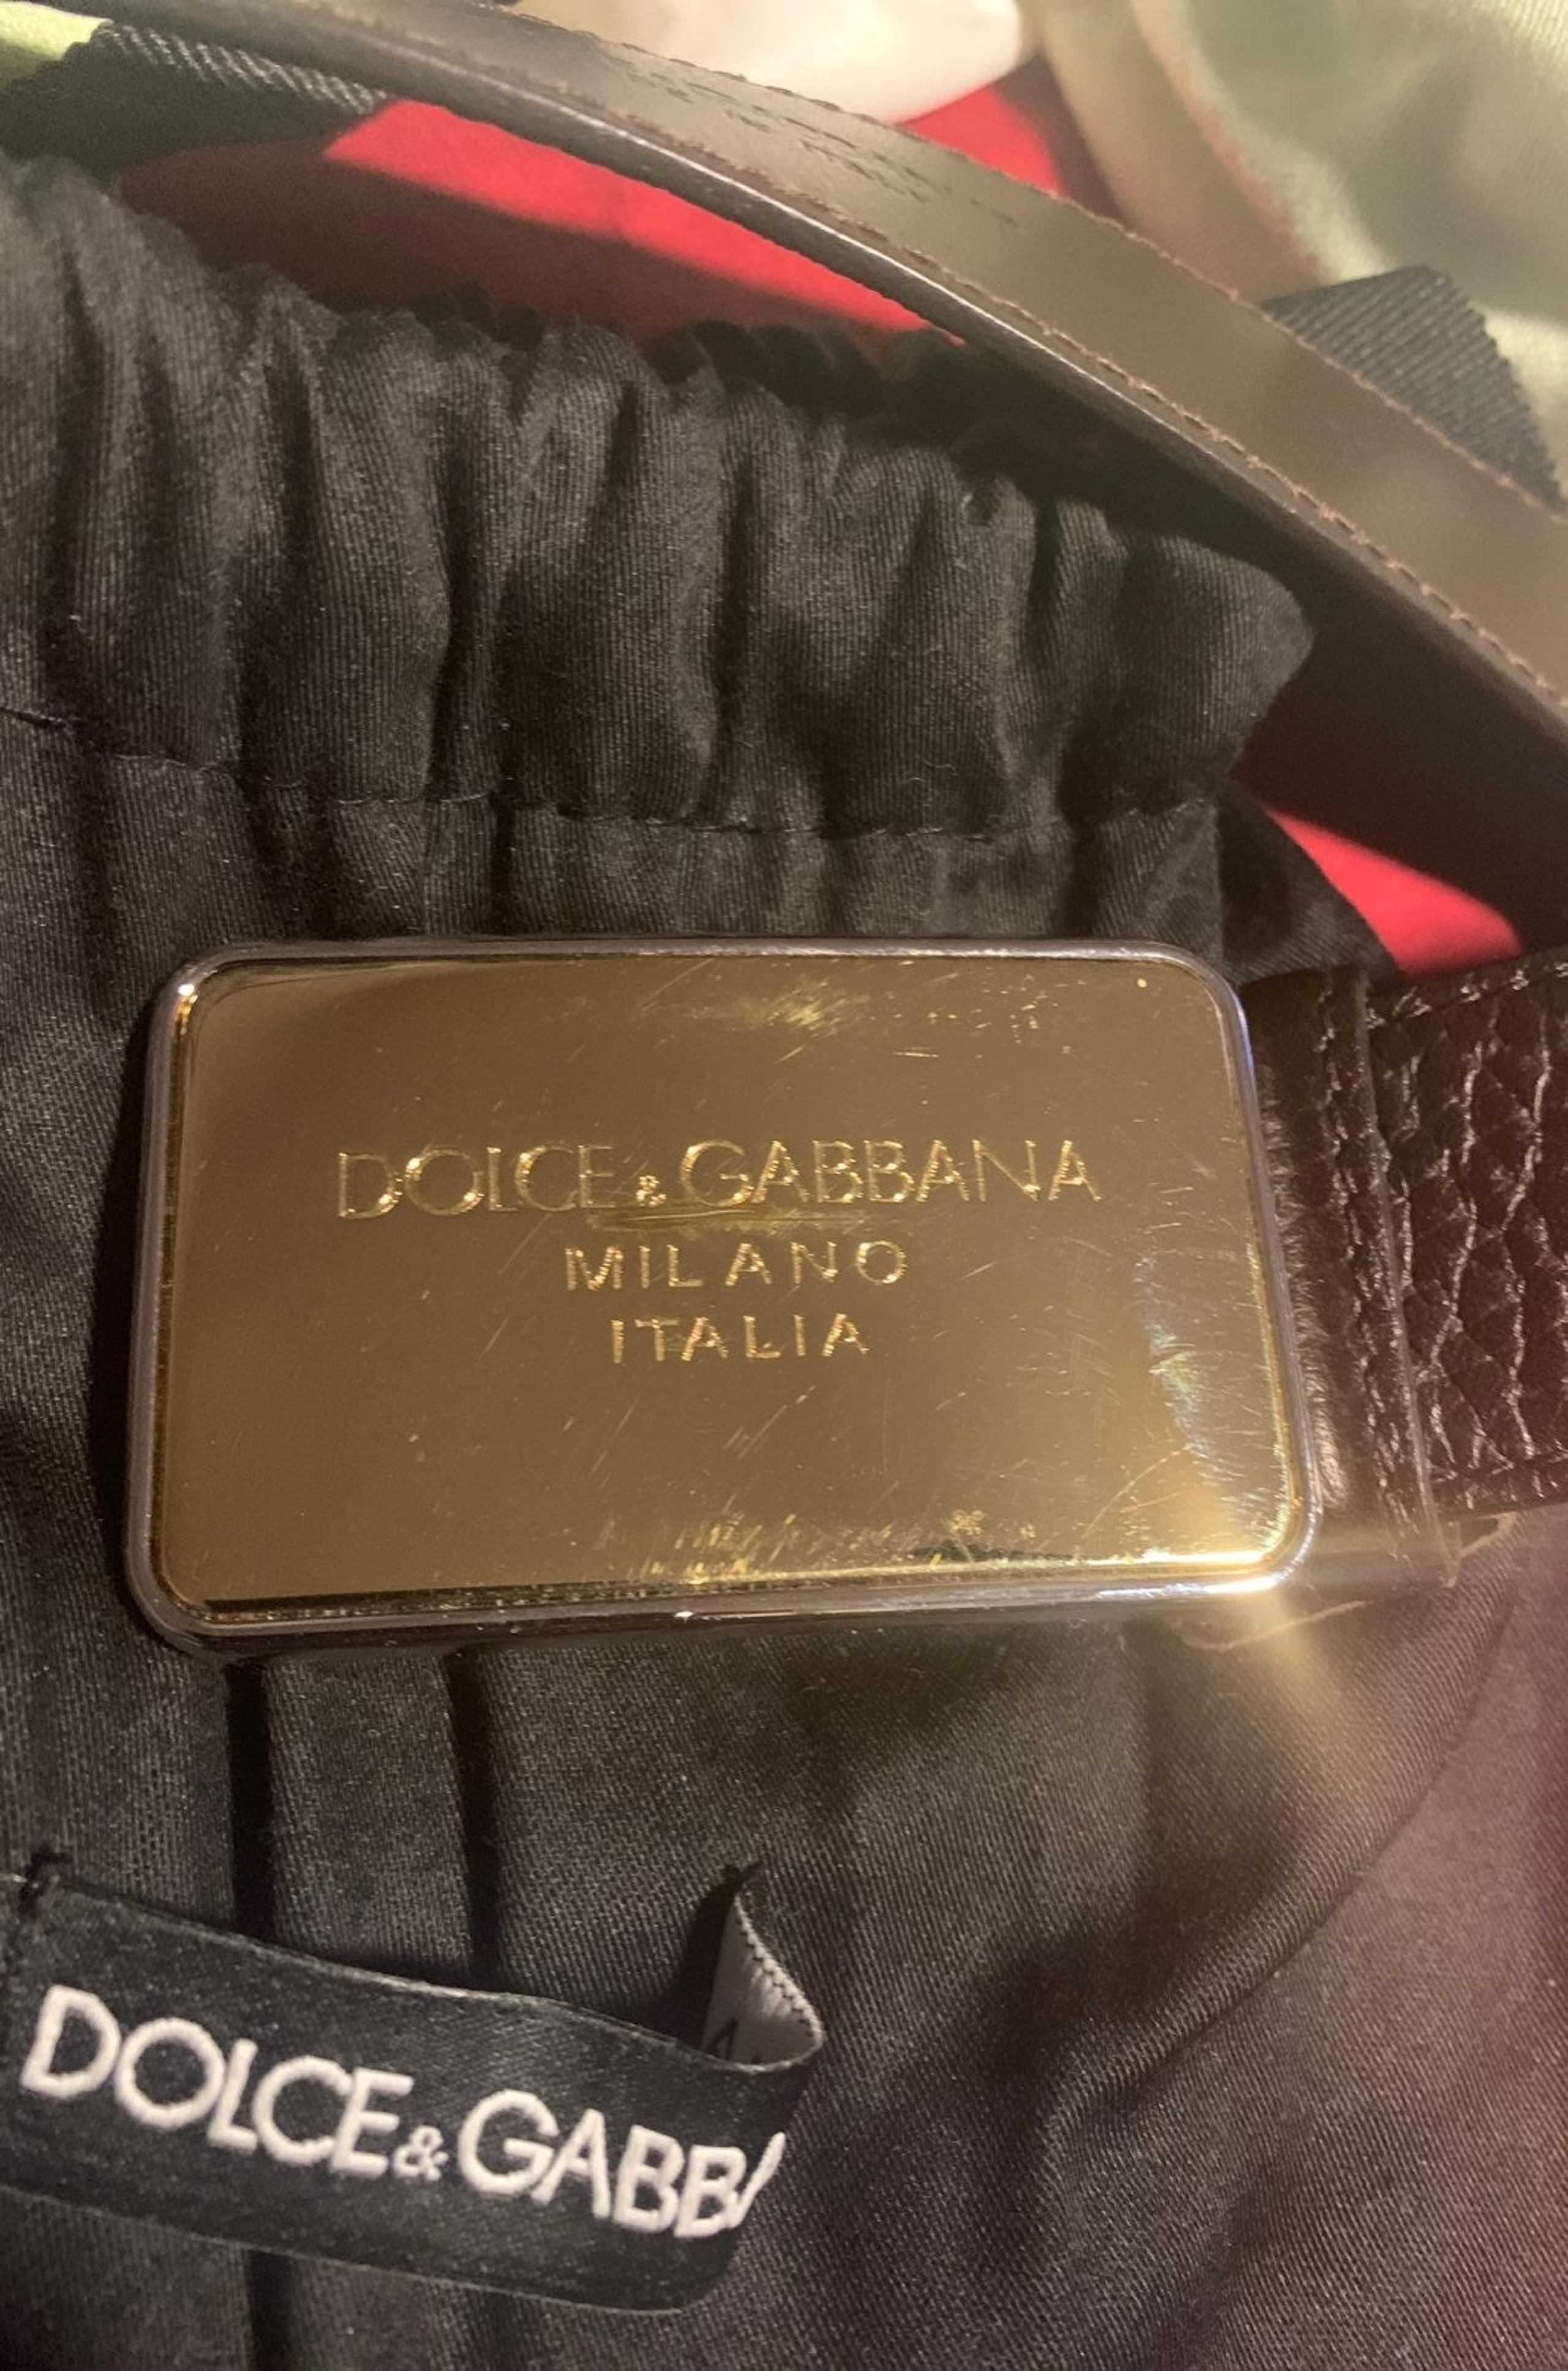 DOLCE & GABBANA
MILANO
ITALIA
DOLCE & GABB